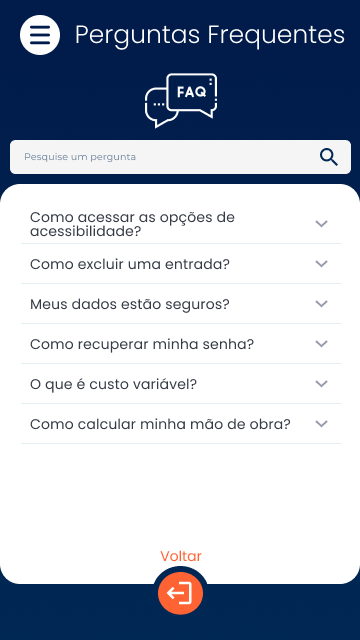 Perguntas Frequentes
FAQ
Pesquise um pergunta
Como acessar as opções de
acessibilidade?
Como excluir uma entrada?
Meus dados estão seguros?
Como recuperar minha senha?
O que é custo variável?
Como calcular minha mão de obra?
Voltar